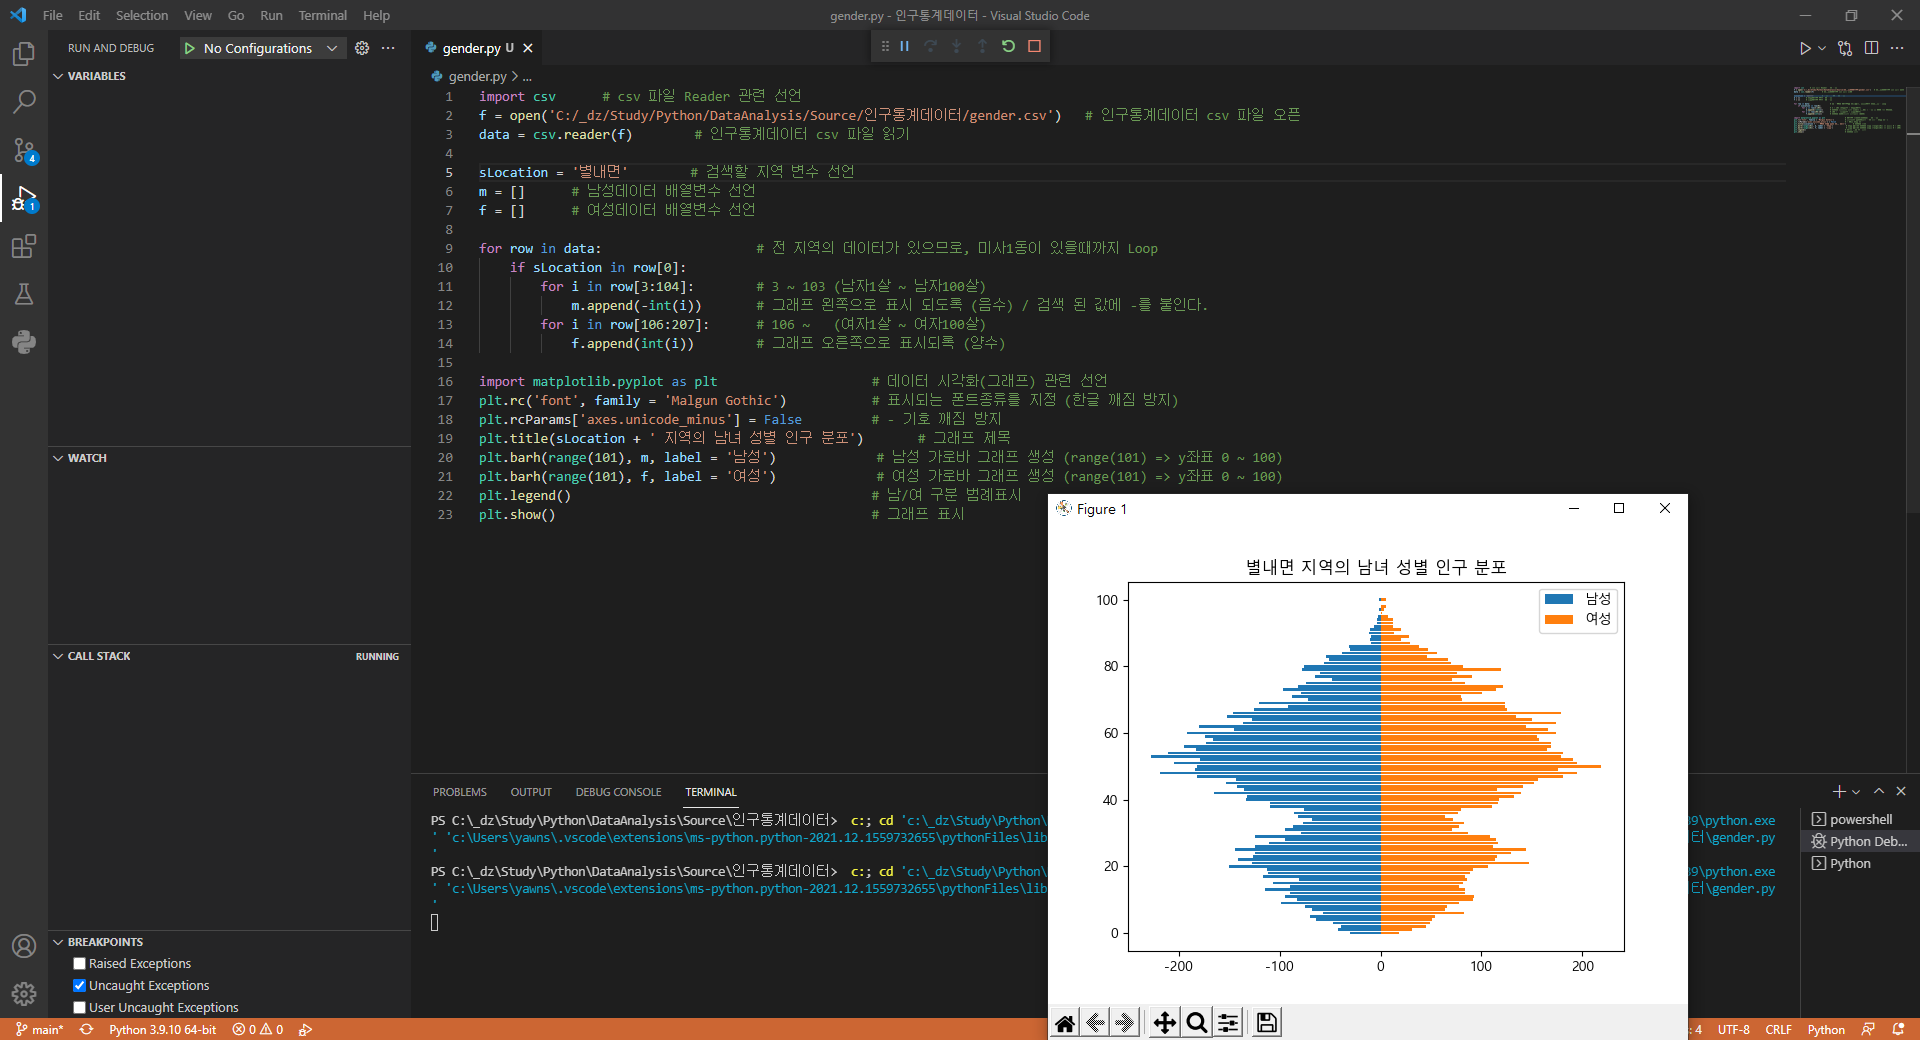 File Edit Selection View Go Run Terminal Help
gender.py - 인구통계데이터 - Visual Studio Code
RUN AND DEBUG No Configurations
VARIABLES
WATCH
CALL STACK RUNNING
BREAKPOINTS
Raised Exceptions
Uncaught Exceptions
User Uncaught Exceptions
4
1
gender.py U
gender.py > ...
1 import csv # csv 파일 Reader 관련 선언
2 f = open('C:/_dz/Study/Python/DataAnalysis/Source/인구통계데이터/gender.csv') # 인구통계데이터 csv 파일 오픈
3 data = csv.reader(f) # 인구통계데이터 csv 파일 읽기
4
5 sLocation = '별내면' # 검색할 지역 변수 선언
6 m = [] # 남성데이터 배열변수 선언
7 f = [] # 여성데이터 배열변수 선언
8
9 for row in data: # 전 지역의 데이터가 있으므로, 미사1동이 있을때까지 Loop
10 if sLocation in row[0]:
11 for i in row[3:104]: # 3 ~ 103 (남자1살 ~ 남자100살)
12 m.append(-int(i)) # 그래프 왼쪽으로 표시 되도록 (음수) / 검색 된 값에 -를 붙인다.
13 for i in row[106:207]: # 106 ~ (여자1살 ~ 여자100살)
14 f.append(int(i)) # 그래프 오른쪽으로 표시되록 (양수)
15
16 import matplotlib.pyplot as plt # 데이터 시각화(그래프) 관련 선언
17 plt.rc('font', family = 'Malgun Gothic') # 표시되는 폰트종류를 지정 (한글 깨짐 방지)
18 plt.rcParams['axes.unicode_minus'] = False # - 기호 깨짐 방지
19 plt.title(sLocation + ' 지역의 남녀 성별 인구 분포') # 그래프 제목
20 plt.barh(range(101), m, label = '남성') # 남성 가로바 그래프 생성 (range(101) => y좌표 0 ~ 100)
21 plt.barh(range(101), f, label = '여성') # 여성 가로바 그래프 생성 (range(101) => y좌표 0 ~ 100)
22 plt.legend() # 남/여 구분 범례표시
23 plt.show() # 그래프 표시
PROBLEMS OUTPUT DEBUG CONSOLE TERMINAL
PS C:\_dz\Study\Python\DataAnalysis\Source\인구통계데이터> c:; cd 'c:\_dz\Study\Python\ 39\python.exe
' 'c:\Users\yawns\.vscode\extensions\ms-python.python-2021.12.1559732655\pythonFiles\lib 터\gender.py
'
PS C:\_dz\Study\Python\DataAnalysis\Source\인구통계데이터> c:; cd 'c:\_dz\Study\Python\ 39\python.exe
' 'c:\Users\yawns\.vscode\extensions\ms-python.python-2021.12.1559732655\pythonFiles\lib 터\gender.py
'
powershell
Python Deb...
Python
Figure 1
별내면 지역의 남녀 성별 인구 분포
남성
여성
100
80
60
40
20
0
-200 -100 0 100 200
main* Python 3.9.10 64-bit 0 0 : 4 UTF-8 CRLF Python